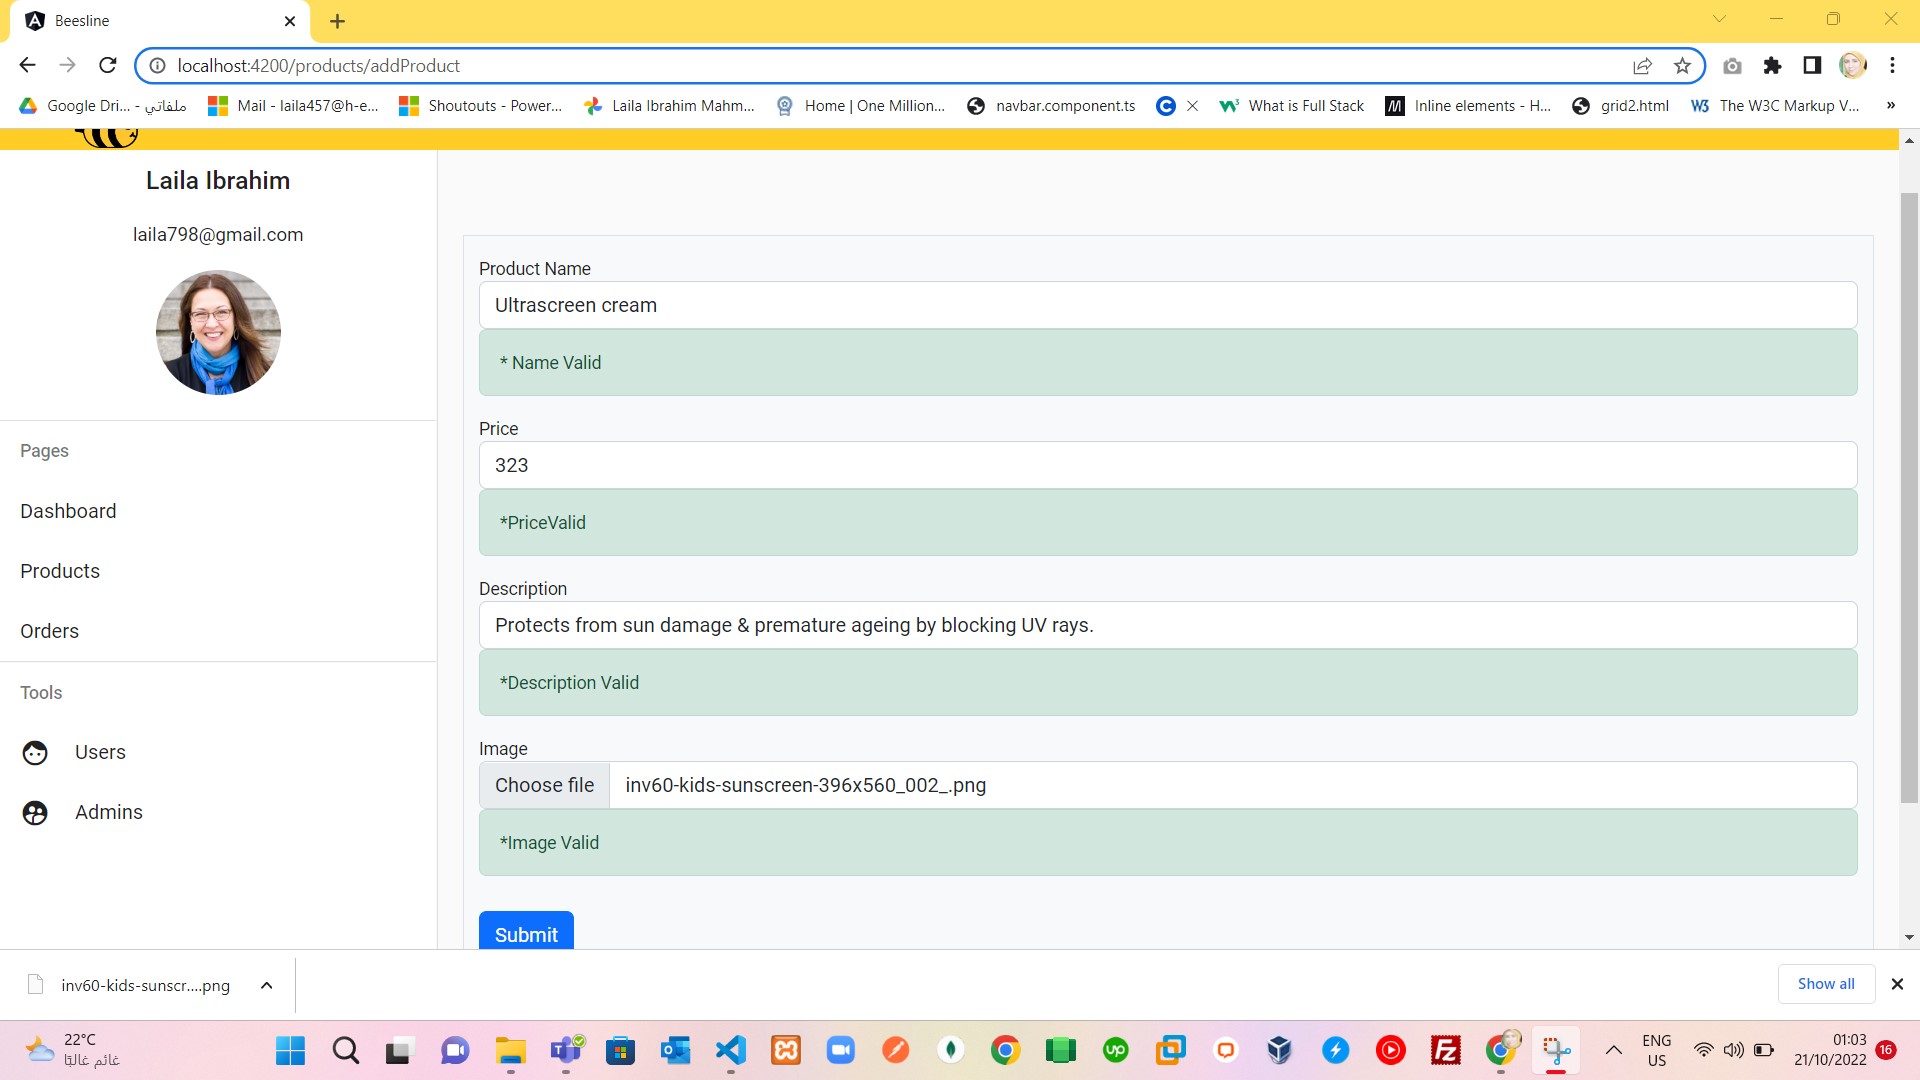 Beesline
localhost:4200/products/addProduct
Google Dri... - ملفاتي
Mail - laila457@h-e...
Shoutouts - Power...
Laila Ibrahim Mahm...
Home | One Million...
navbar.component.ts
What is Full Stack
Inline elements - H...
grid2.html
The W3C Markup V...
»
Laila Ibrahim
laila798@gmail.com
Pages
Dashboard
Products
Orders
Tools
Users
Admins
Product Name
Ultrascreen cream
* Name Valid
Price
323
*PriceValid
Description
Protects from sun damage & premature ageing by blocking UV rays.
*Description Valid
Image
Choose file inv60-kids-sunscreen-396x560_002_.png
*Image Valid
Submit
inv60-kids-sunscr....png
Show all
22°C
غائم غالبًا
ENG
US
01:03
21/10/2022
16